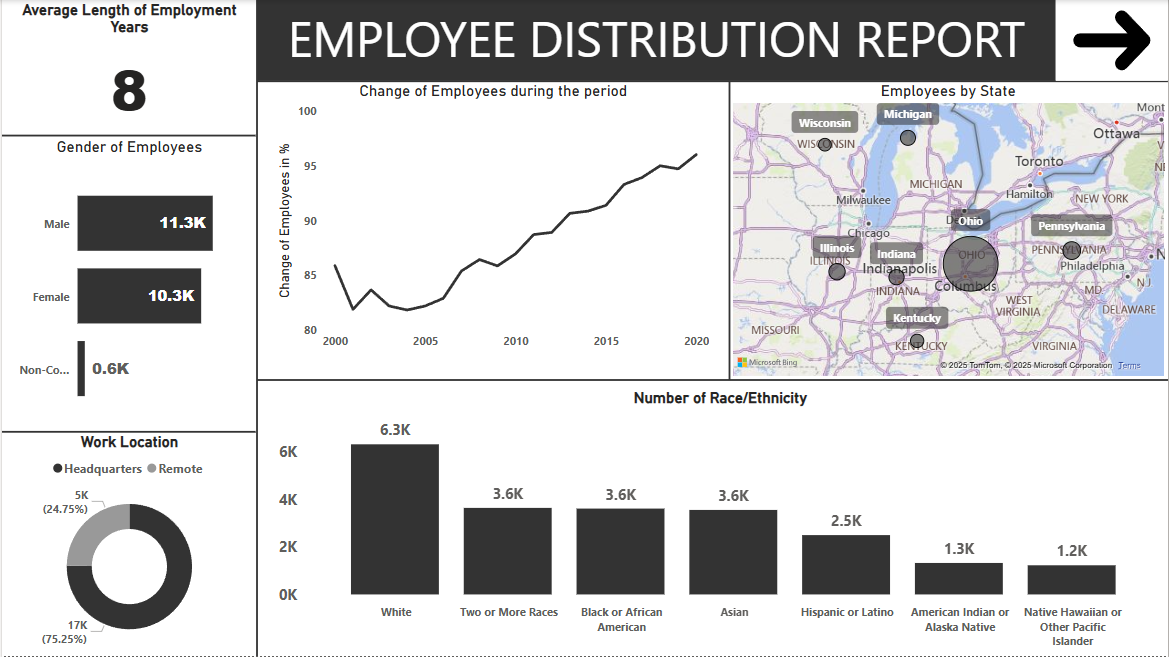 Average Length of Employment
Years
8
EMPLOYEE DISTRIBUTION REPORT
Gender of Employees
Male
11.3K
Female
10.3K
Non-Co...
0.6K
Work Location
Headquarters
Remote
5K
(24.75%)
17K
(75.25%)
Change of Employees during the period
Change of Employees in %
100
95
90
85
80
2000
2005
2010
2015
2020
Employees by State
Wisconsin
WISCONSIN
Michigan
MICHIGAN
Milwaukee
Chicago
Ottawa
Mont
Toronto
Hamilton
NEW YORK
Ohio
OHIO
Columbus
Pennsylvania
PENNSYLVANIA
Philadelphia
Illinois
ILLINOIS
Indiana
Indianapolis
INDIANA
NJ
MD
DELAWARE
WEST
VIRGINIA
Kentucky
KENTUCKY
MISSOURI
VIRGINIA
Microsoft Bing
© 2025 TomTom, © 2025 Microsoft Corporation Terms
Number of Race/Ethnicity
6K
4K
2K
0K
6.3K
3.6K
3.6K
3.6K
2.5K
1.3K
1.2K
White
Two or More Races
Black or African
American
Asian
Hispanic or Latino
American Indian or
Alaska Native
Native Hawaiian or
Other Pacific
Islander